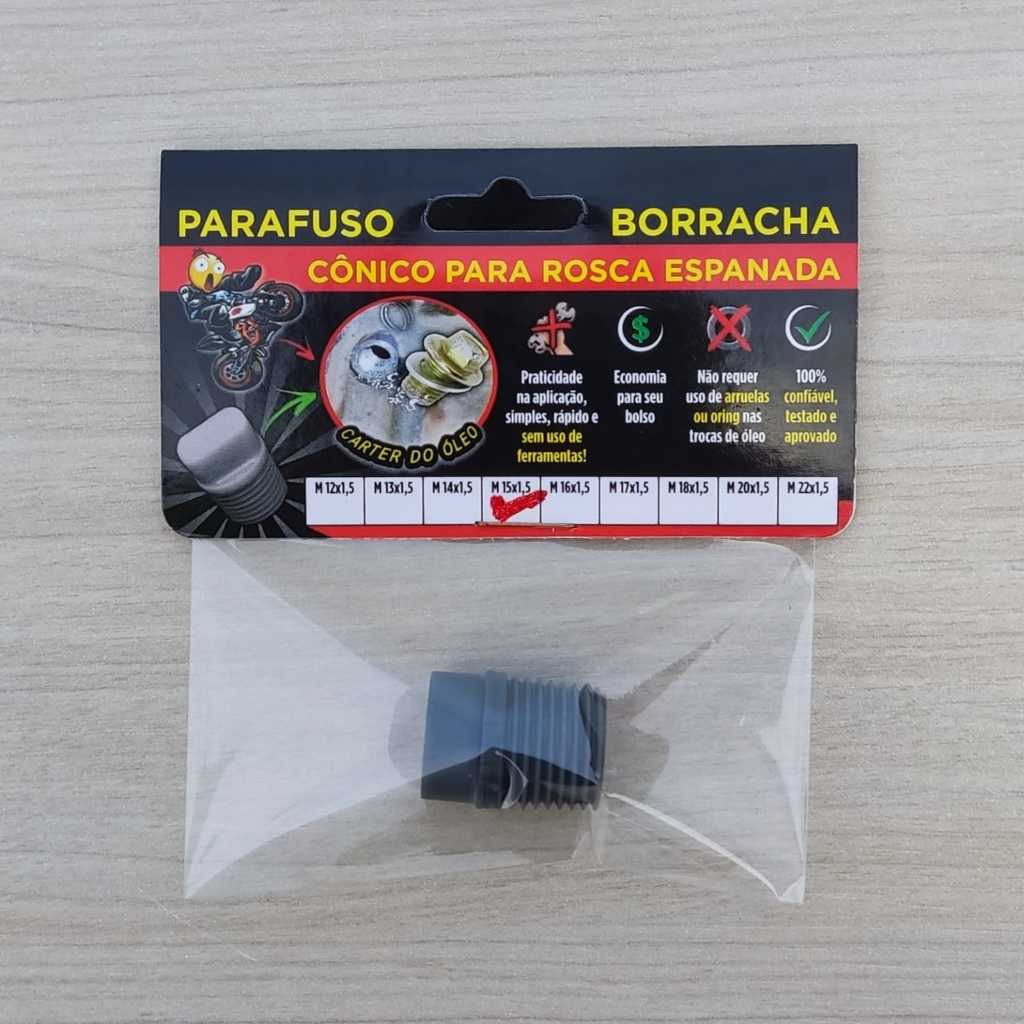 PARAFUSO BORRACHA
CÔNICO PARA ROSCA ESPANADA
CARTER DO ÓLEO
Praticidade
na aplicação,
simples, rápido e
sem uso de
ferramentas!
Economia
para seu
bolso
Não requer
uso de arruelas
ou oring nas
trocas de óleo
100%
confiável,
testado e
aprovado
M 12x1,5 M 13x1,5 M 14x1,5 M 15x1,5 M 16x1,5 M 17x1,5 M 18x1,5 M 20x1,5 M 22x1,5